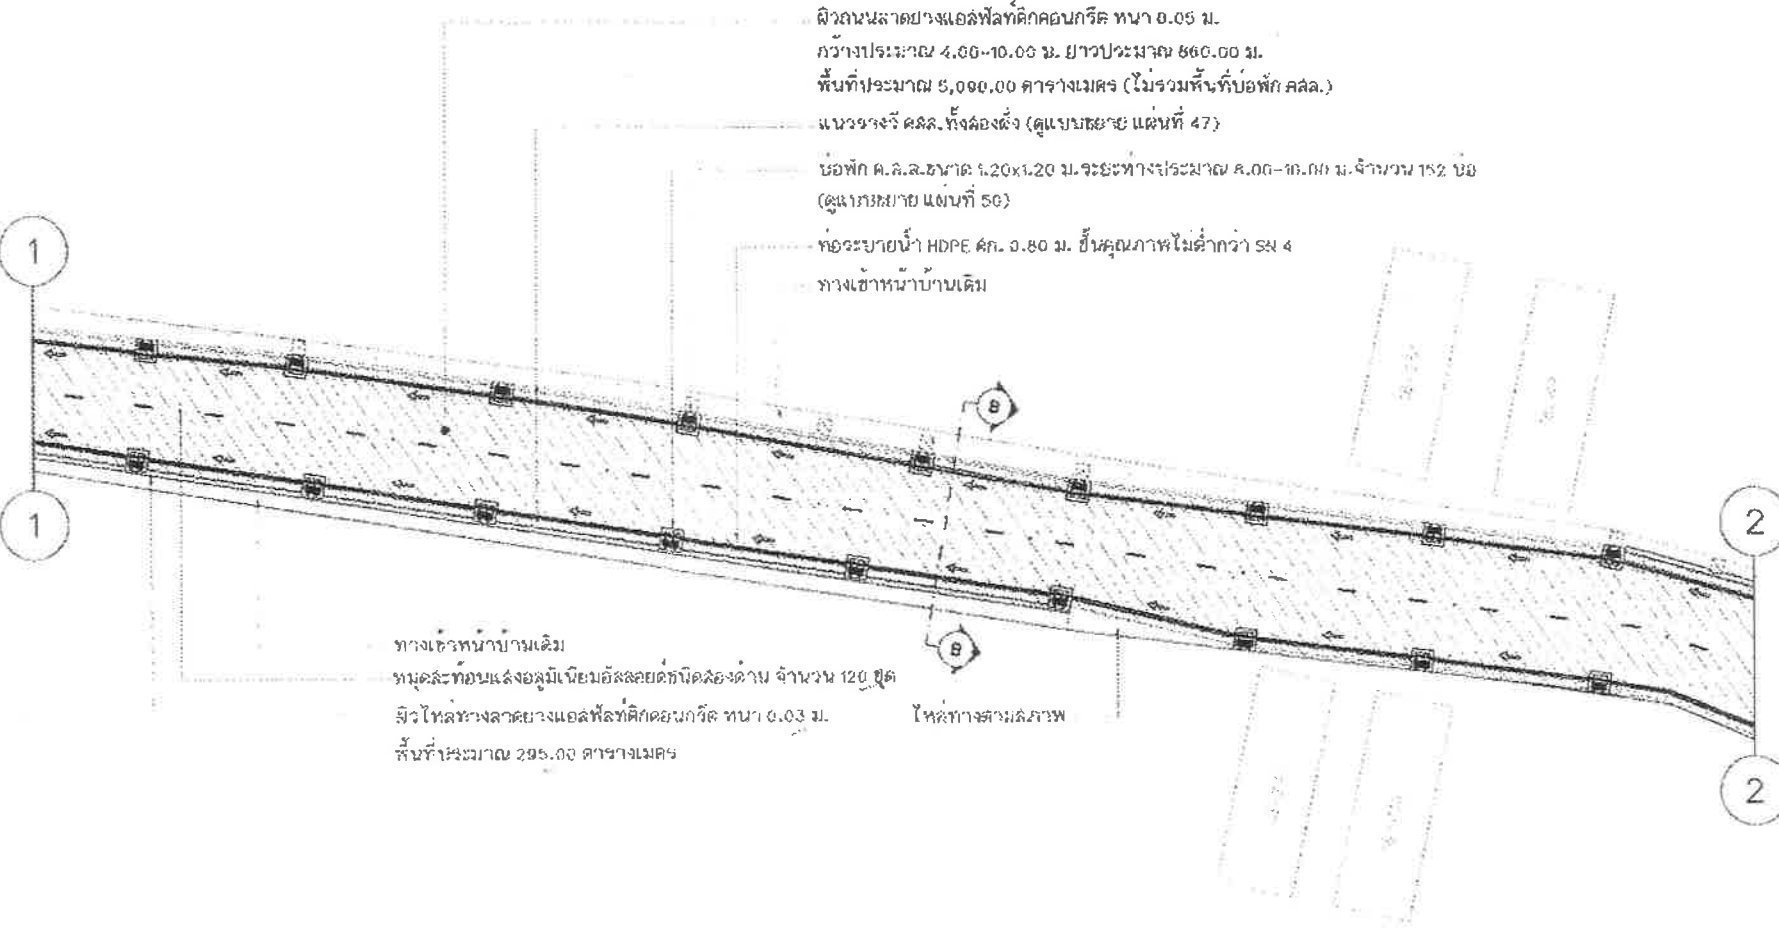 ผิวถนนลาดยางแอสฟัลท์ติกคอนกรีต หนา 0.05 ม.
กว้างประมาณ 4.00-10.00 ม. ยาวประมาณ 860.00 ม.
พื้นที่ประมาณ 5,090.00 ตารางเมตร (ไม่รวมพื้นที่บ่อพัก คสล.)
แนวรางวี คสล. ทั้งสองฝั่ง (ดูแบบขยาย แผ่นที่ 47)
บ่อพัก ค.ส.ล.ขนาด 1.20x1.20 ม. ระยะห่างประมาณ 8.00-10.00 ม. จำนวน 152 บ่อ
(ดูแบบขยาย แผ่นที่ 50)
ท่อระบายน้ำ HDPE ศก. 0.80 ม. ชั้นคุณภาพไม่ต่ำกว่า SN 4
ทางเข้าหน้าบ้านเดิม
1
B
2
1
B
2
ทางเข้าหน้าบ้านเดิม
หมุดสะท้อนแสงอลูมิเนียมอัลลอยด์ชนิดสองด้าน จำนวน 120 ชุด
ผิวไหล่ทางลาดยางแอสฟัลท์ติกคอนกรีต หนา 0.03 ม.
ไหล่ทางตามสภาพ
พื้นที่ประมาณ 295.00 ตารางเมตร